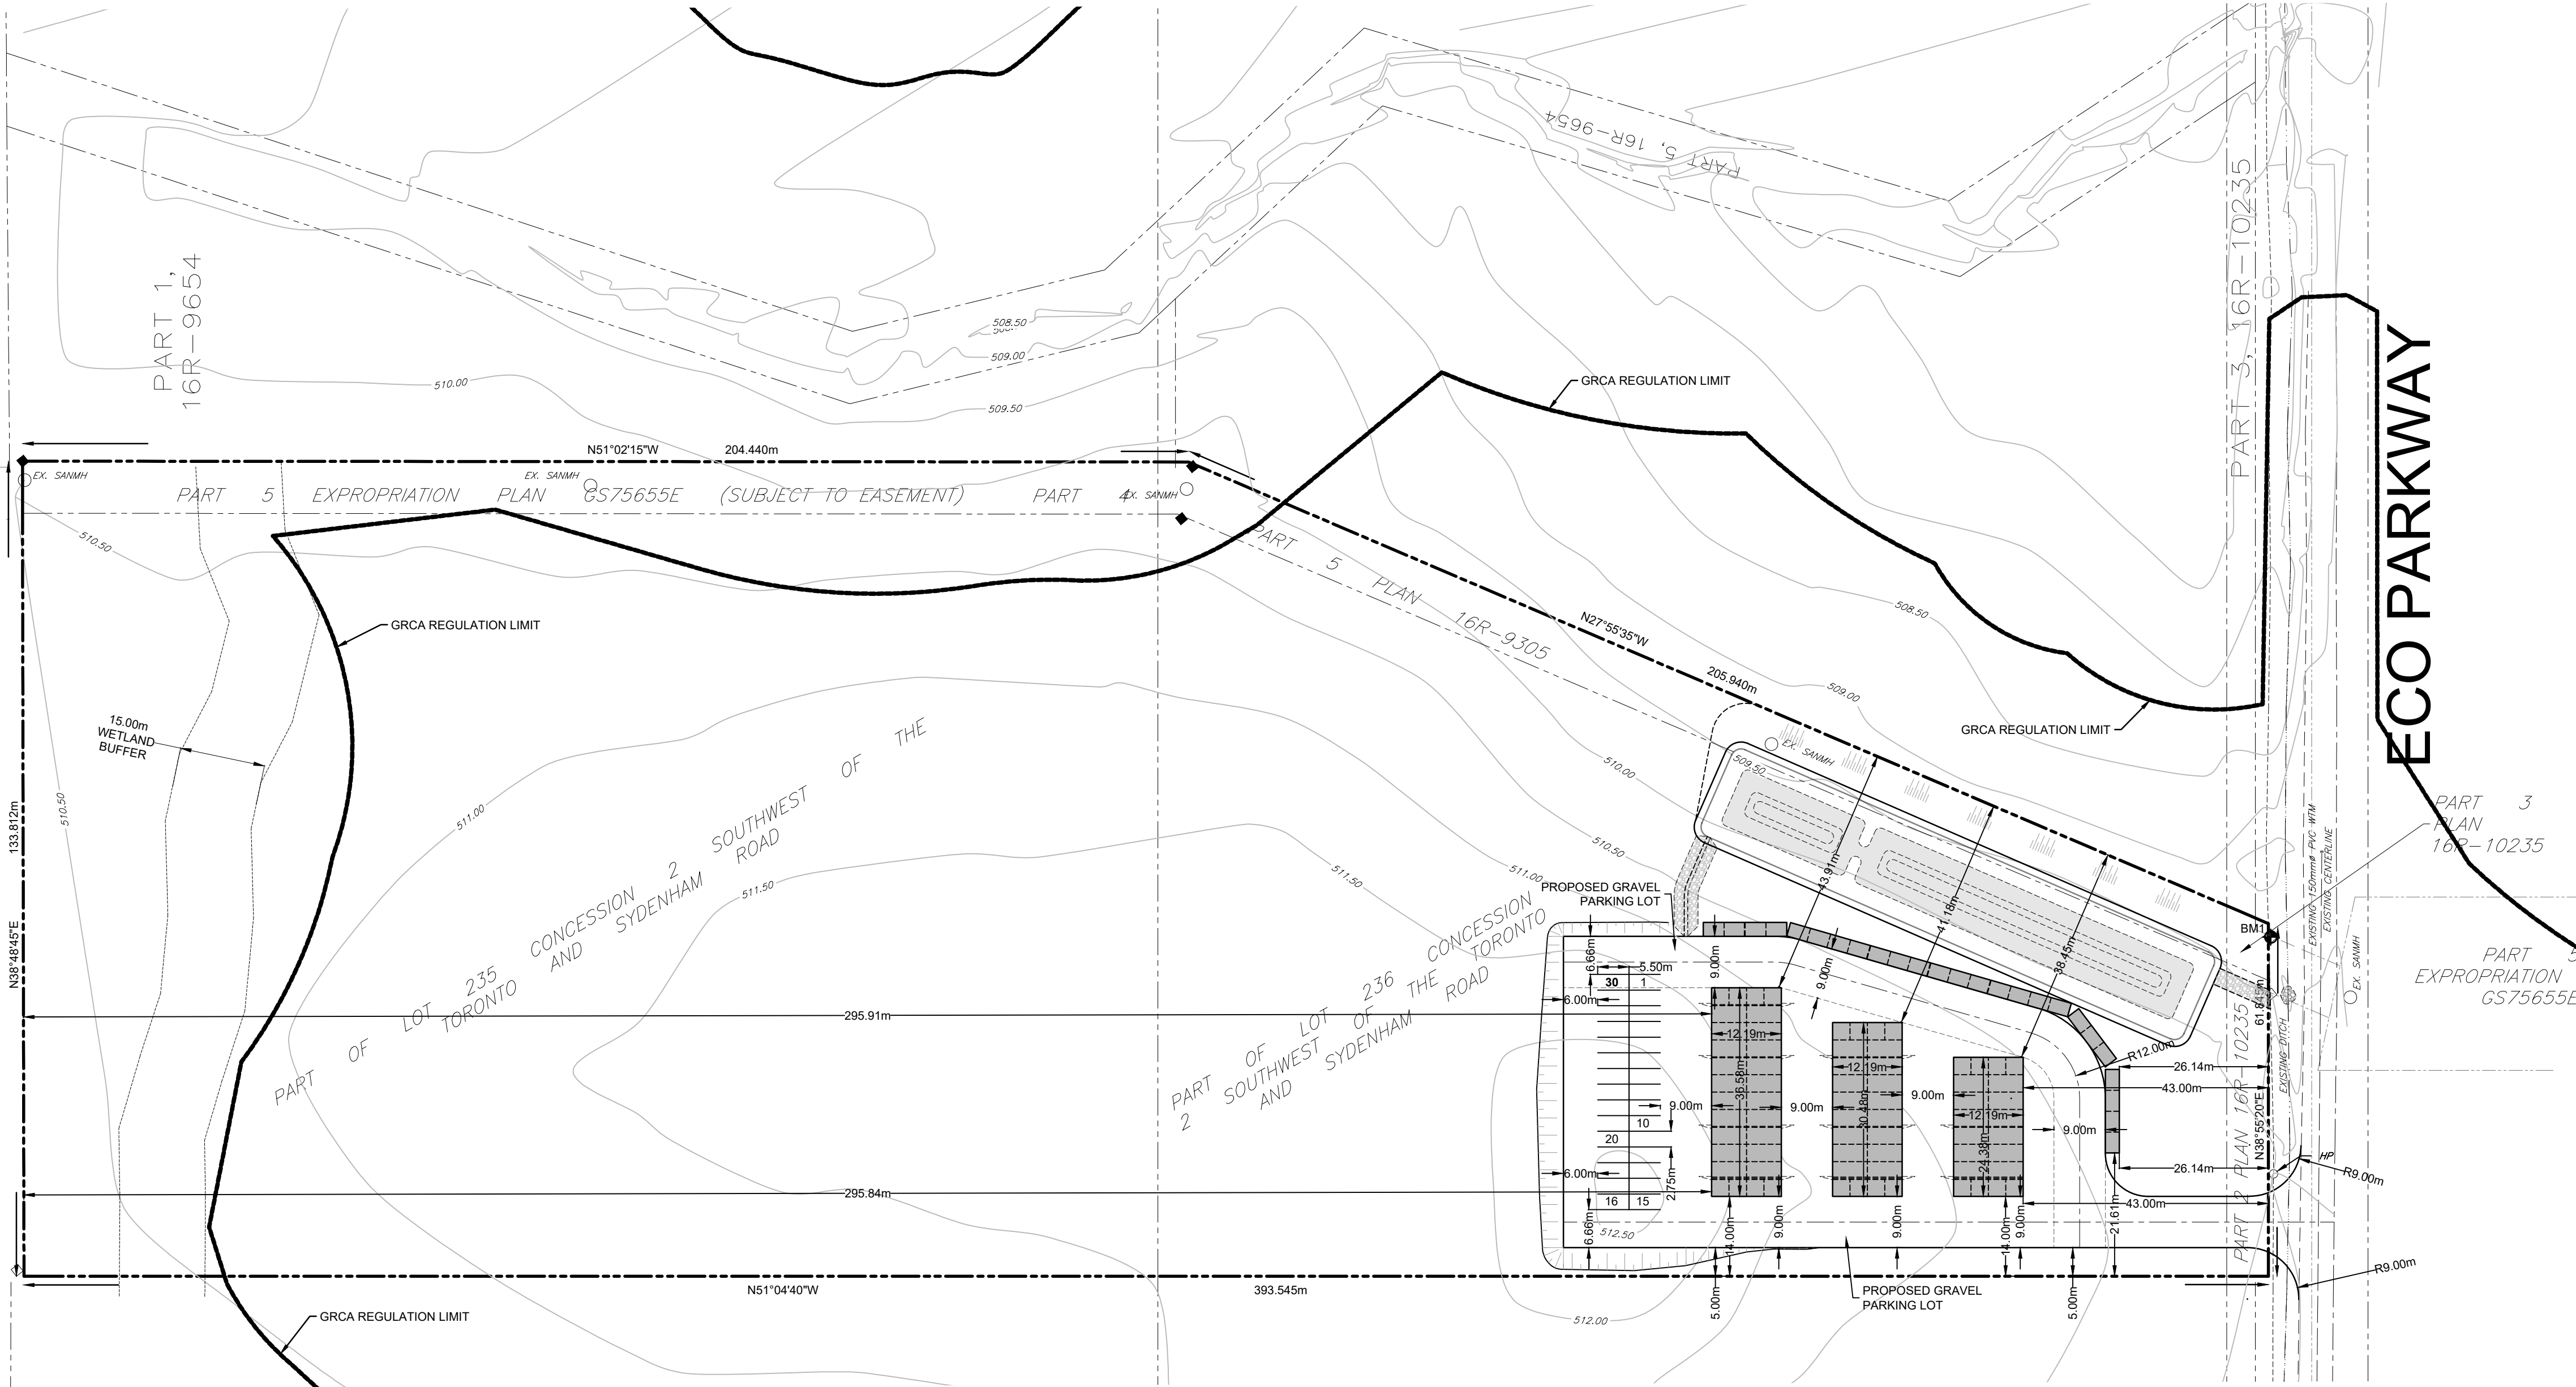 PART 1,
16R-9654
PART 5, 16R-9654
PART 3, 16R-10235
ECO PARKWAY
508.50
509.00
510.00
509.50
GRCA REGULATION LIMIT
N51°02'15"W 204.440m
EX. SANMH
EX. SANMH
EX. SANMH
PART 5 EXPROPRIATION PLAN GS75655E (SUBJECT TO EASEMENT) PART 4
510.50
PART 5 PLAN 16R-9305
N27°55'35"W
205.940m
508.50
509.00
GRCA REGULATION LIMIT
GRCA REGULATION LIMIT
15.00m
WETLAND
BUFFER
133.812m
N38°48'45"E
510.50
511.00
511.50
PART OF LOT 235 CONCESSION 2 SOUTHWEST OF THE
TORONTO AND SYDENHAM ROAD
510.00
509.50
EX. SANMH
510.50
511.00
511.50
PART OF LOT 236 CONCESSION
2 SOUTHWEST OF THE TORONTO
AND SYDENHAM ROAD
PROPOSED GRAVEL
PARKING LOT
43.91m
41.18m
38.45m
PART 3
PLAN
16R-10235
EXISTING 150mmØ PVC WTM
EXISTING CENTERLINE
EX. SANMH
BM1
PART 5
EXPROPRIATION
GS75655E
61.845m
N38°55'20"E
EXISTING DITCH
PART 2 PLAN 16R-10235
6.66m
5.50m
30 1
6.00m
9.00m
9.00m
295.91m
12.19m
36.58m
12.19m
30.48m
12.19m
24.38m
R12.00m
26.14m
43.00m
9.00m
9.00m
9.00m
9.00m
10
20
6.00m
2.75m
16 15
295.84m
26.14m
43.00m
HP
R9.00m
R9.00m
6.66m
512.50
14.00m
9.00m
9.00m
14.00m
9.00m
21.61m
5.00m
5.00m
PROPOSED GRAVEL
PARKING LOT
512.00
N51°04'40"W 393.545m
GRCA REGULATION LIMIT